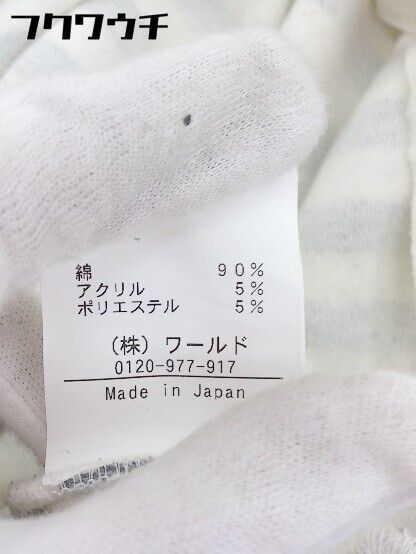 フクワウチ
綿 90%
アクリル 5%
ポリエステル 5%
(株) ワールド
0120-977-917
Made in Japan